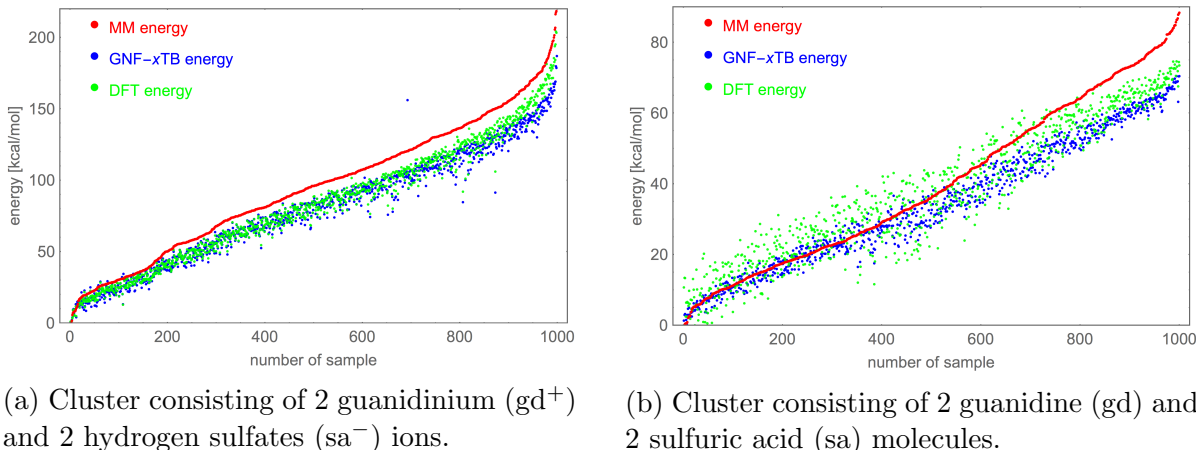 MM energy
GNF-xTB energy
DFT energy
energy [kcal/mol]
200
150
100
50
0
0 200 400 600 800 1000
number of sample
(a) Cluster consisting of 2 guanidinium (gd⁺)
and 2 hydrogen sulfates (sa⁻) ions.
MM energy
GNF-xTB energy
DFT energy
energy [kcal/mol]
80
60
40
20
0
0 200 400 600 800 1000
number of sample
(b) Cluster consisting of 2 guanidine (gd) and
2 sulfuric acid (sa) molecules.